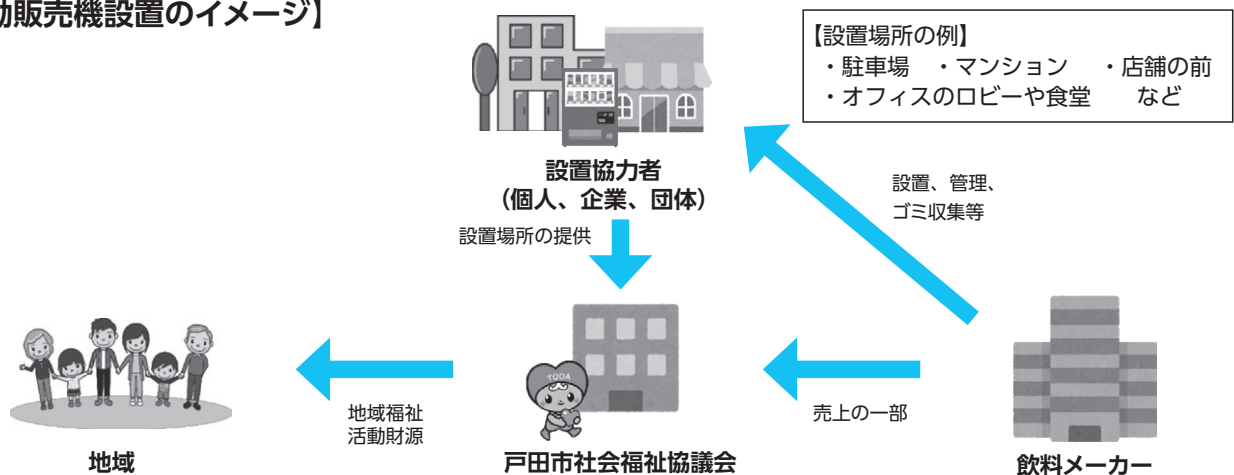 動販売機設置のイメージ】
【設置場所の例】
・駐車場 ・マンション ・店舗の前
・オフィスのロビーや食堂 など
設置協力者
（個人、企業、団体）
設置、管理、
ゴミ収集等
設置場所の提供
TODA
地域福祉
活動財源
売上の一部
地域
戸田市社会福祉協議会
飲料メーカー